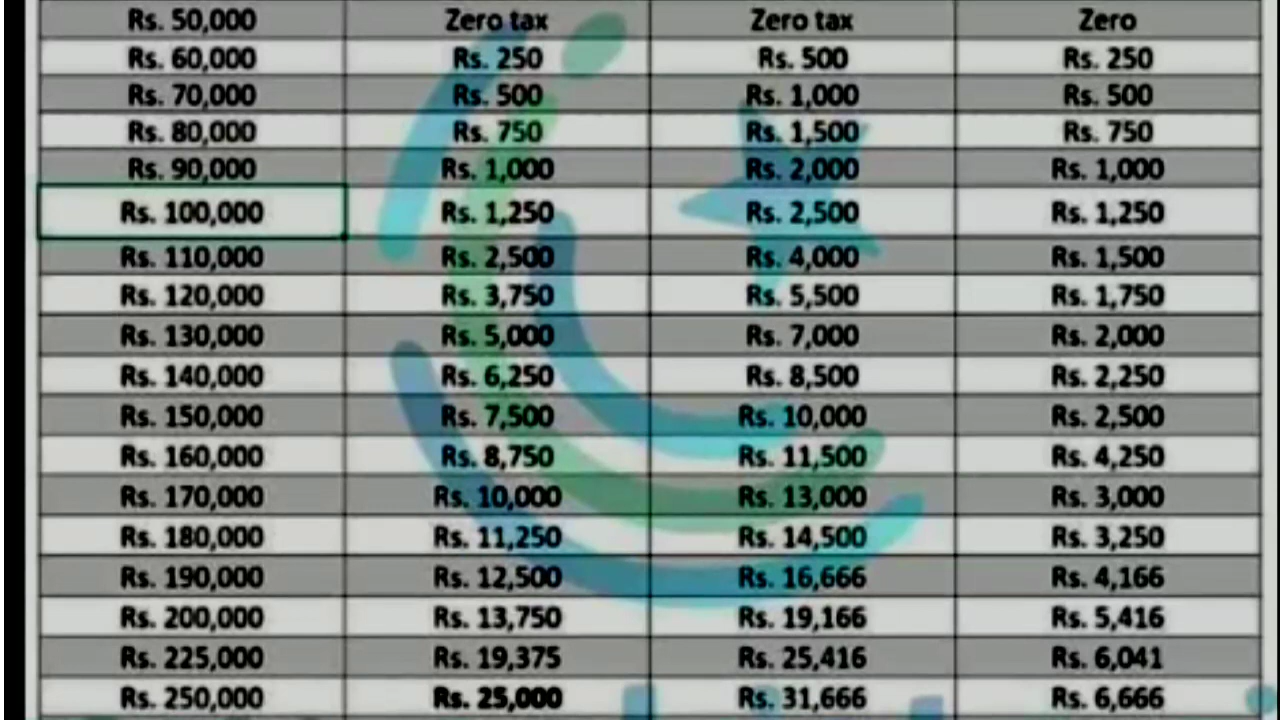 Rs. 50,000 Zero tax Zero tax Zero
Rs. 60,000 Rs. 250 Rs. 500 Rs. 250
Rs. 70,000 Rs. 500 Rs. 1,000 Rs. 500
Rs. 80,000 Rs. 750 Rs. 1,500 Rs. 750
Rs. 90,000 Rs. 1,000 Rs. 2,000 Rs. 1,000
Rs. 100,000 Rs. 1,250 Rs. 2,500 Rs. 1,250
Rs. 110,000 Rs. 2,500 Rs. 4,000 Rs. 1,500
Rs. 120,000 Rs. 3,750 Rs. 5,500 Rs. 1,750
Rs. 130,000 Rs. 5,000 Rs. 7,000 Rs. 2,000
Rs. 140,000 Rs. 6,250 Rs. 8,500 Rs. 2,250
Rs. 150,000 Rs. 7,500 Rs. 10,000 Rs. 2,500
Rs. 160,000 Rs. 8,750 Rs. 11,500 Rs. 4,250
Rs. 170,000 Rs. 10,000 Rs. 13,000 Rs. 3,000
Rs. 180,000 Rs. 11,250 Rs. 14,500 Rs. 3,250
Rs. 190,000 Rs. 12,500 Rs. 16,666 Rs. 4,166
Rs. 200,000 Rs. 13,750 Rs. 19,166 Rs. 5,416
Rs. 225,000 Rs. 19,375 Rs. 25,416 Rs. 6,041
Rs. 250,000 Rs. 25,000 Rs. 31,666 Rs. 6,666